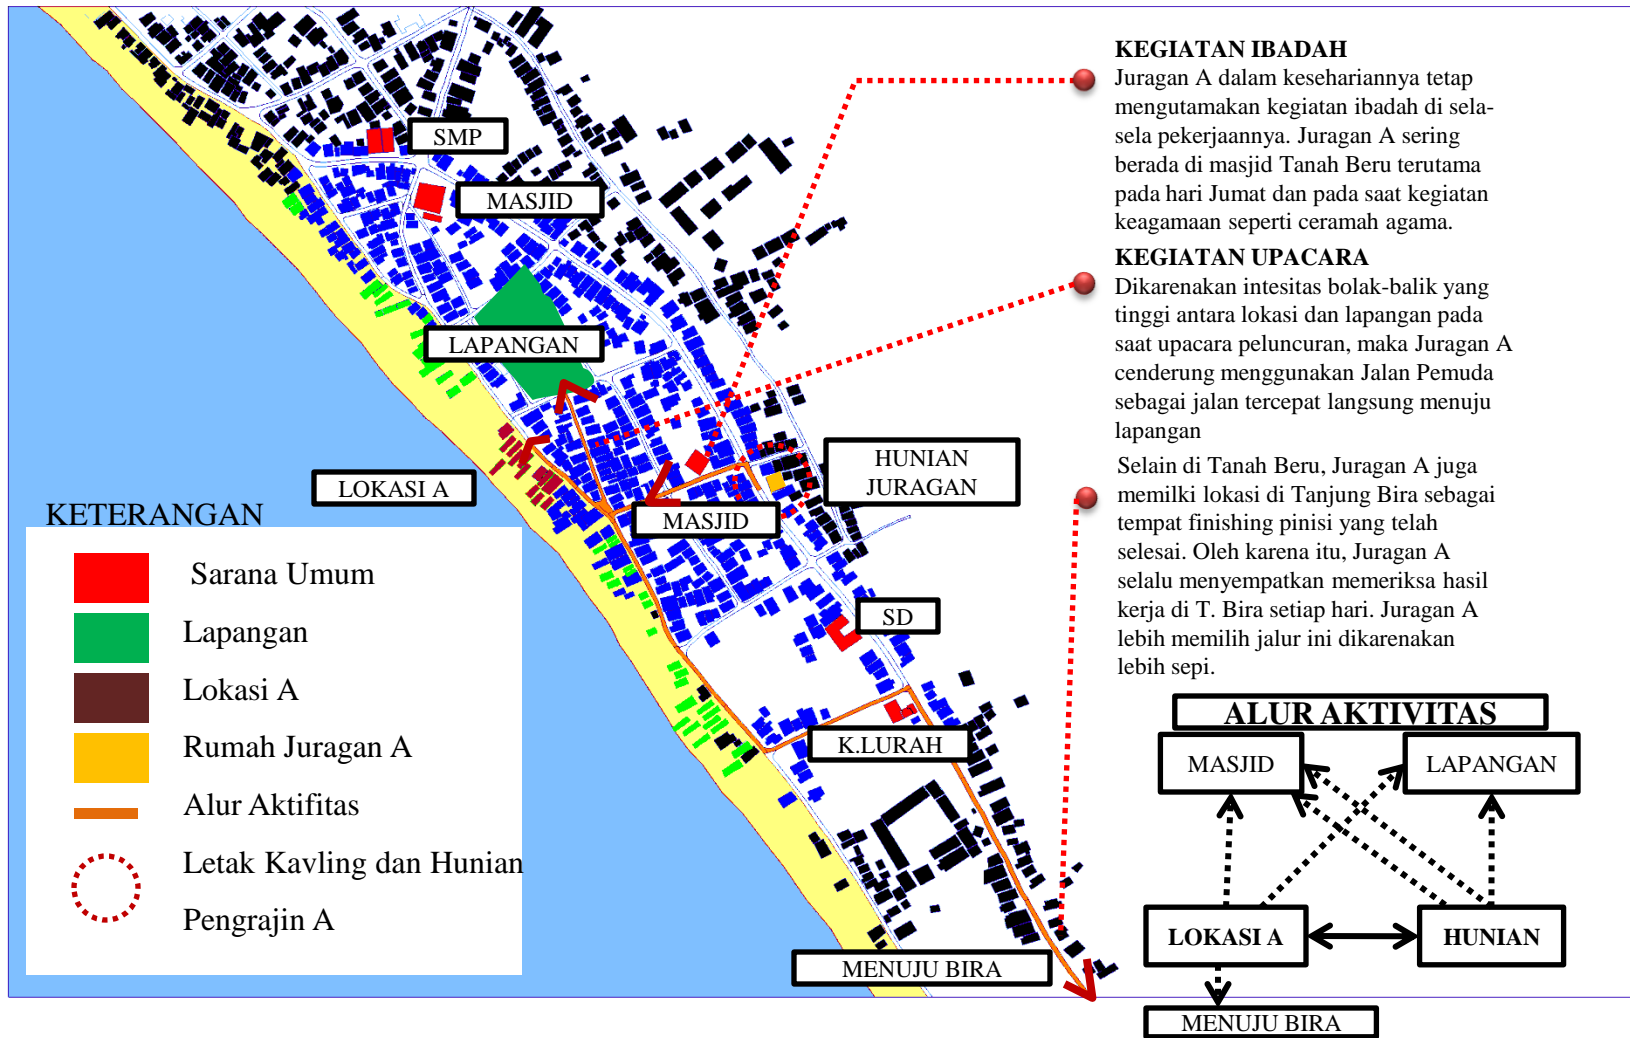 KEGIATAN IBADAH
Juragan A dalam kesehariannya tetap
mengutamakan kegiatan ibadah di sela-
sela pekerjaannya. Juragan A sering
berada di masjid Tanah Beru terutama
pada hari Jumat dan pada saat kegiatan
keagamaan seperti ceramah agama.
KEGIATAN UPACARA
Dikarenakan intesitas bolak-balik yang
tinggi antara lokasi dan lapangan pada
saat upacara peluncuran, maka Juragan A
cenderung menggunakan Jalan Pemuda
sebagai jalan tercepat langsung menuju
lapangan
Selain di Tanah Beru, Juragan A juga
memilki lokasi di Tanjung Bira sebagai
tempat finishing pinisi yang telah
selesai. Oleh karena itu, Juragan A
selalu menyempatkan memeriksa hasil
kerja di T. Bira setiap hari. Juragan A
lebih memilih jalur ini dikarenakan
lebih sepi.
SMP
MASJID
LAPANGAN
HUNIAN
JURAGAN
LOKASI A
MASJID
SD
K.LURAH
MENUJU BIRA
KETERANGAN
Sarana Umum
Lapangan
Lokasi A
Rumah Juragan A
Alur Aktifitas
Letak Kavling dan Hunian
Pengrajin A
ALUR AKTIVITAS
MASJID
LAPANGAN
LOKASI A
HUNIAN
MENUJU BIRA